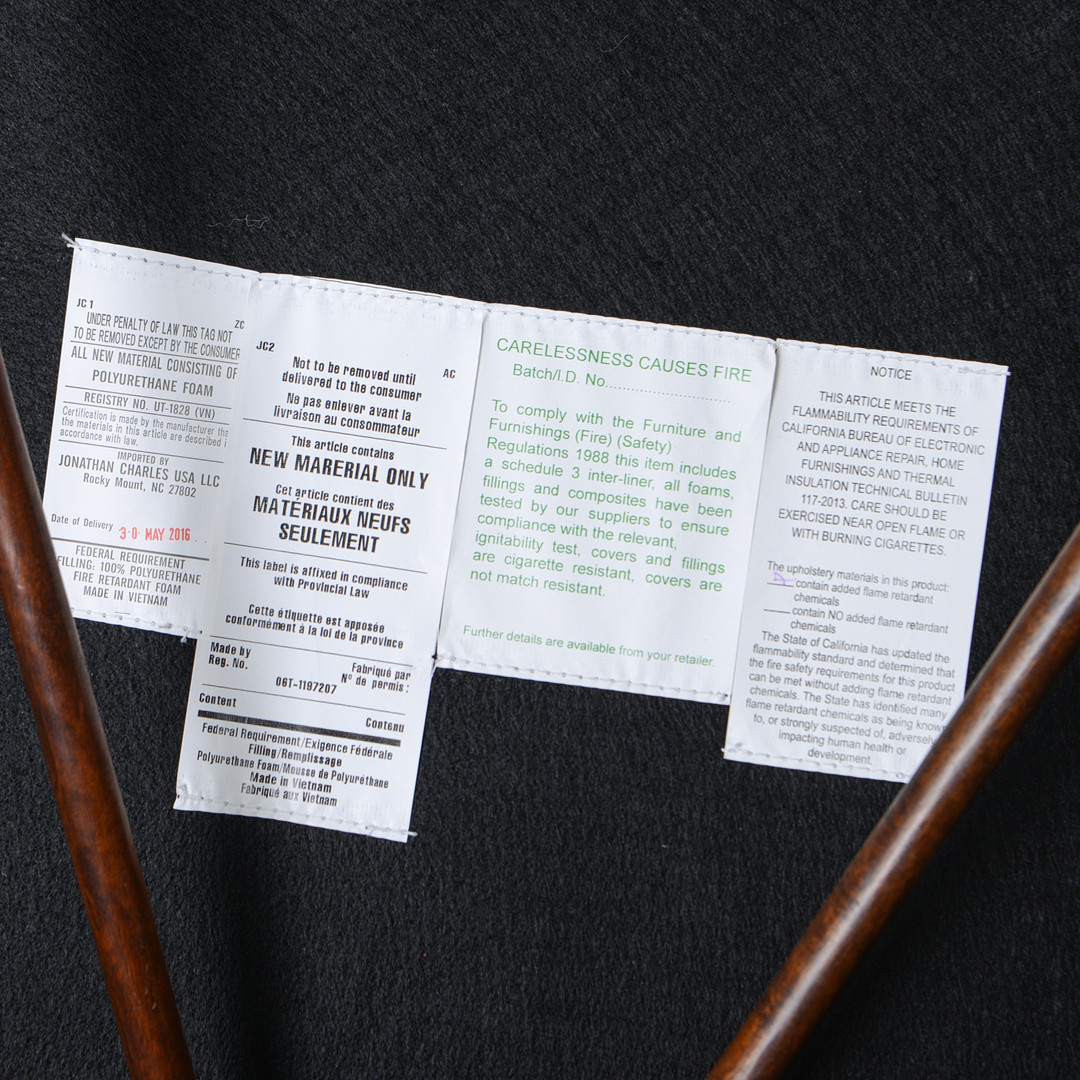 JC 1
ZC
UNDER PENALTY OF LAW THIS TAG NOT
TO BE REMOVED EXCEPT BY THE CONSUMER
ALL NEW MATERIAL CONSISTING OF
POLYURETHANE FOAM
REGISTRY NO. UT-1828 (VN)
Certification is made by the manufacturer
the materials in this article are described
accordance with law.
IMPORTED BY
JONATHAN CHARLES USA LLC
Rocky Mount, NC 27802
Date of Delivery 30 MAY 2016
FEDERAL REQUIREMENT
FILLING: 100% POLYURETHANE
FIRE RETARDANT FOAM
MADE IN VIETNAM
JC2
AC
Not to be removed until
delivered to the consumer
Ne pas enlever avant la
livraison au consommateur
This article contains
NEW MARERIAL ONLY
Cet article contient des
MATÉRIAUX NEUFS
SEULEMENT
This label is affixed in compliance
with Provincial Law
Cette étiquette est apposée
conformément à la loi de la province
Made by
Reg. No.
Fabriqué par
N° de permis :
06T-1197207
Content
Contenu
Federal Requirement/Exigence Fédérale
Filling/Remplissage
Polyurethane Foam/Mousse de Polyuréthane
Made in Vietnam
Fabriqué aux Vietnam
CARELESSNESS CAUSES FIRE
Batch/I.D. No..............................
To comply with the Furniture and
Furnishings (Fire) (Safety)
Regulations 1988 this item includes
a schedule 3 inter-liner, all foams,
fillings and composites have been
tested by our suppliers to ensure
compliance with the relevant,
ignitability test, covers and fillings
are cigarette resistant, covers are
not match resistant.
Further details are available from your retailer.
NOTICE
THIS ARTICLE MEETS THE
FLAMMABILITY REQUIREMENTS OF
CALIFORNIA BUREAU OF ELECTRONIC
AND APPLIANCE REPAIR, HOME
FURNISHINGS AND THERMAL
INSULATION TECHNICAL BULLETIN
117-2013. CARE SHOULD BE
EXERCISED NEAR OPEN FLAME OR
WITH BURNING CIGARETTES.
The upholstery materials in this product:
contain added flame retardant
chemicals
contain NO added flame retardant
chemicals
The State of California has updated the
flammability standard and determined that
the fire safety requirements for this product
can be met without adding flame retardant
chemicals. The State has identified many
flame retardant chemicals as being known
to, or strongly suspected of, adversely
impacting human health or
development.